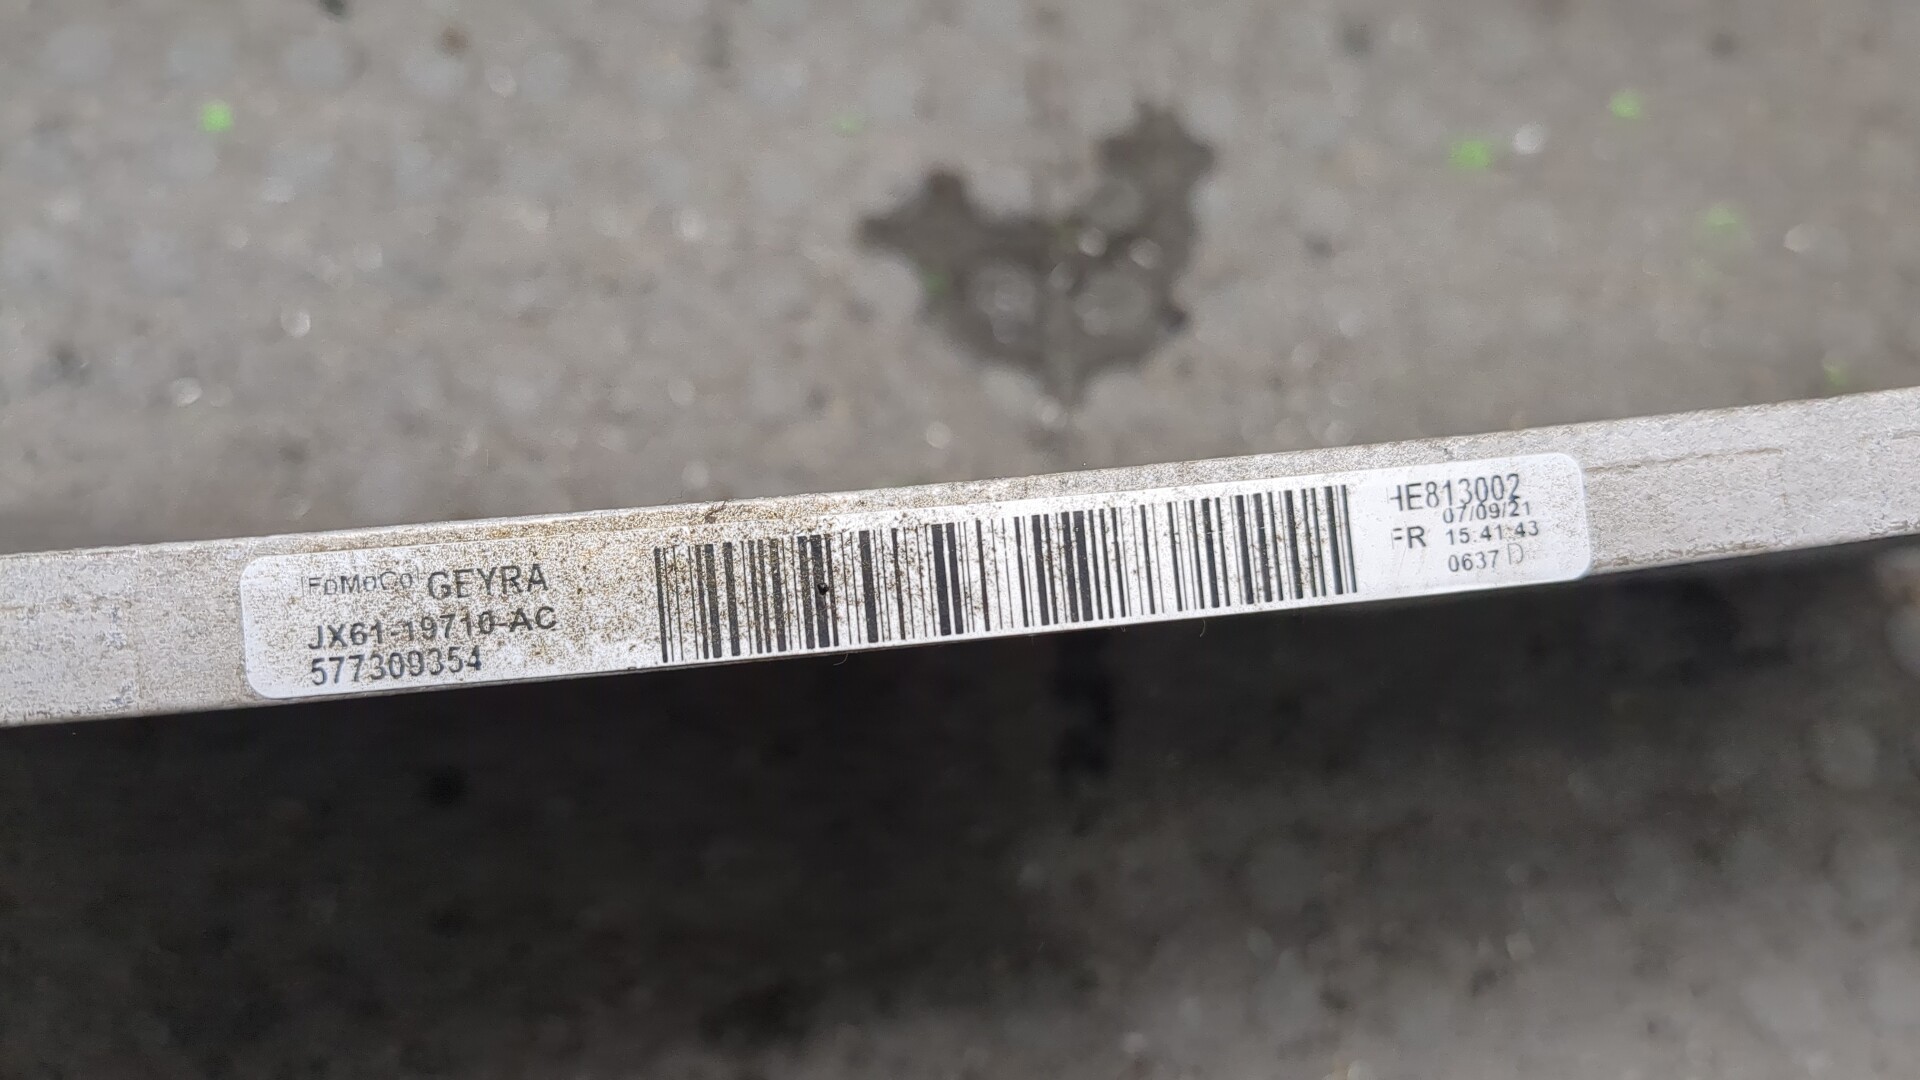 FoMoCo GEYRA
JX61-19710-AC
577309354
HE813002
07/09/21
FR 15:41:43
0637 D